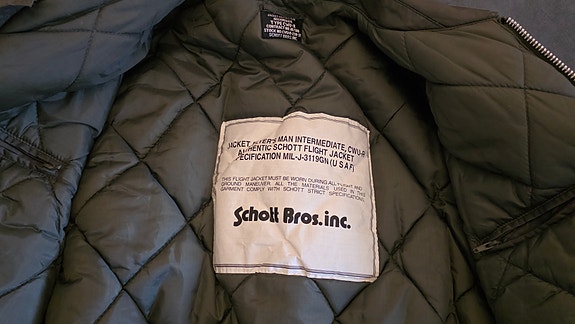 JACKET, FLYER'S MAN INTERMEDIATE, CWU-R
AUTHENTIC SCHOTT FLIGHT JACKET
SPECIFICATION MIL-J-3119GN (U S A F)
THIS FLIGHT JACKET MUST BE WORN DURING ALL FLIGHT AND
GROUND MANEUVER. ALL THE MATERIALS USED IN THIS
GARMENT COMPLY WITH SCHOTT STRICT SPECIFICATIONS
Schott Bros.inc.